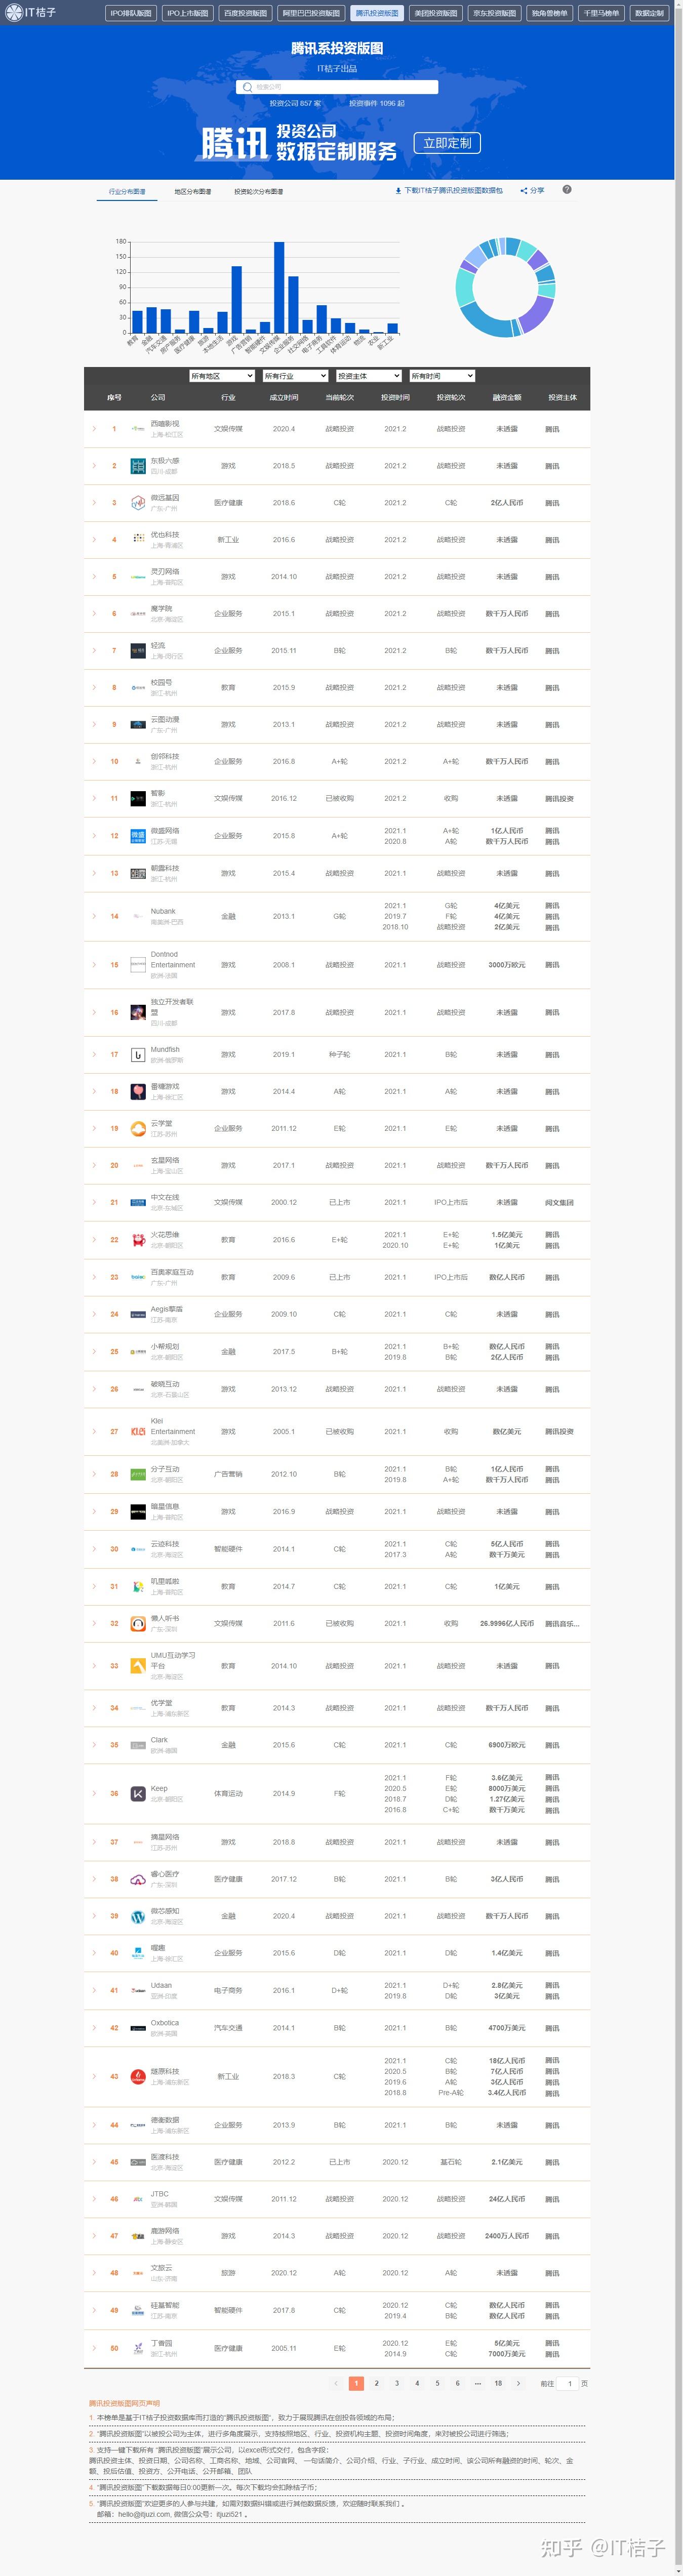 IT桔子
IPO排队版图 IPO上市版图 百度投资版图 阿里巴巴投资版图 腾讯投资版图 美团投资版图 京东投资版图 独角兽榜单 千里马榜单 数据定制
腾讯系投资版图
IT桔子出品
检索公司
投资公司 857 家 投资事件 1096 起
腾讯 投资公司
数据定制服务
立即定制
行业分布图谱 地区分布图谱 投资轮次分布图谱
下载IT桔子腾讯投资版图数据包 分享
180
150
120
90
60
30
0
教育 金融 汽车交通 房产服务 医疗健康 旅游 本地生活 游戏 广告营销 智能硬件 文娱传媒 企业服务 社交网络 电子商务 工具软件 体育运动 物流 农业 新工业
所有地区 所有行业 投资主体 所有时间
序号 公司 行业 成立时间 当前轮次 投资时间 投资轮次 融资金额 投资主体
1 西嘻影视 文娱传媒 2020.4 战略投资 2021.2 战略投资 未透露 腾讯
上海-松江区
2 东极六感 游戏 2018.5 战略投资 2021.2 战略投资 未透露 腾讯
四川-成都
3 微远基因 医疗健康 2018.6 C轮 2021.2 C轮 2亿人民币 腾讯
广东-广州
4 优也科技 新工业 2016.6 战略投资 2021.2 战略投资 未透露 腾讯
上海-青浦区
5 灵刃网络 游戏 2014.10 战略投资 2021.2 战略投资 未透露 腾讯
上海-普陀区
6 魔学院 企业服务 2015.1 战略投资 2021.2 战略投资 数千万人民币 腾讯
北京-海淀区
7 轻流 企业服务 2015.11 B轮 2021.2 B轮 数千万人民币 腾讯
上海-闵行区
8 校园号 教育 2015.9 战略投资 2021.2 战略投资 未透露 腾讯
浙江-杭州
9 云图动漫 游戏 2013.1 战略投资 2021.2 战略投资 未透露 腾讯
广东-广州
10 创邻科技 企业服务 2016.8 A+轮 2021.2 A+轮 数千万人民币 腾讯
浙江-杭州
11 智影 文娱传媒 2016.12 已被收购 2021.2 收购 未透露 腾讯投资
浙江-杭州
12 微盛网络 企业服务 2015.8 A+轮 2021.1 A+轮 1亿人民币 腾讯
江苏-无锡 2020.8 A轮 数千万人民币 腾讯
13 朝露科技 游戏 2015.4 战略投资 2021.1 战略投资 未透露 腾讯
浙江-杭州
14 Nubank 金融 2013.1 G轮 2021.1 G轮 4亿美元 腾讯
南美洲-巴西 2019.7 F轮 4亿美元 腾讯
2018.10 战略投资 2亿美元 腾讯
15 Dontnod Entertainment 游戏 2008.1 战略投资 2021.1 战略投资 3000万欧元 腾讯
欧洲-法国
16 独立开发者联盟 游戏 2017.8 战略投资 2021.1 战略投资 未透露 腾讯
四川-成都
17 Mundfish 游戏 2019.1 种子轮 2021.1 B轮 未透露 腾讯
欧洲-俄罗斯
18 番糖游戏 游戏 2014.4 A轮 2021.1 A轮 未透露 腾讯
上海-徐汇区
19 云学堂 企业服务 2011.12 E轮 2021.1 E轮 未透露 腾讯
江苏-苏州
20 玄星网络 游戏 2017.1 战略投资 2021.1 战略投资 数千万人民币 腾讯
上海-宝山区
21 中文在线 文娱传媒 2000.12 已上市 2021.1 IPO上市后 未透露 阅文集团
北京-东城区
22 火花思维 教育 2016.6 E+轮 2021.1 E+轮 1.5亿美元 腾讯
北京-朝阳区 2020.10 E+轮 1亿美元 腾讯
23 百奥家庭互动 教育 2009.6 已上市 2021.1 IPO上市后 数亿人民币 腾讯
广东-广州
24 Aegis黎盾 企业服务 2009.10 C轮 2021.1 C轮 未透露 腾讯
江苏-南京
25 小帮规划 金融 2017.5 B+轮 2021.1 B+轮 数亿人民币 腾讯
北京-朝阳区 2019.8 B轮 2亿人民币 腾讯
26 破晓互动 游戏 2013.12 战略投资 2021.1 战略投资 未透露 腾讯
北京-石景山区
27 Klei Entertainment 游戏 2005.1 已被收购 2021.1 收购 数亿美元 腾讯投资
北美洲-加拿大
28 分子互动 广告营销 2012.10 B轮 2021.1 B轮 1亿人民币 腾讯
北京-朝阳区 2019.8 A+轮 数千万人民币 腾讯
29 暗星信息 游戏 2016.9 战略投资 2021.1 战略投资 未透露 腾讯
上海-普陀区
30 云迹科技 智能硬件 2014.1 C轮 2021.1 C轮 5亿人民币 腾讯
北京-海淀区 2017.3 A轮 数千万美元 腾讯
31 叽里呱啦 教育 2014.7 C轮 2021.1 C轮 1亿美元 腾讯
上海-普陀区
32 懒人听书 文娱传媒 2011.6 已被收购 2021.1 收购 26.9996亿人民币 腾讯音乐...
广东-深圳
33 UMU互动学习平台 教育 2014.10 战略投资 2021.1 战略投资 未透露 腾讯
北京-海淀区
34 优学堂 教育 2014.3 战略投资 2021.1 战略投资 数千万人民币 腾讯
上海-浦东新区
35 Clark 金融 2015.6 C轮 2021.1 C轮 6900万欧元 腾讯
欧洲-德国
36 Keep 体育运动 2014.9 F轮 2021.1 F轮 3.6亿美元 腾讯
北京-朝阳区 2020.5 E轮 8000万美元 腾讯
2018.7 D轮 1.27亿美元 腾讯
2016.8 C+轮 数千万美元 腾讯
37 摘星网络 游戏 2018.8 战略投资 2021.1 战略投资 未透露 腾讯
江苏-苏州
38 睿心医疗 医疗健康 2017.12 B轮 2021.1 B轮 3亿人民币 腾讯
广东-深圳
39 微芯感知 金融 2020.4 战略投资 2021.1 战略投资 数千万人民币 腾讯
北京-海淀区
40 喔趣 企业服务 2015.6 D轮 2021.1 D轮 1.4亿美元 腾讯
上海-徐汇区
41 Udaan 电子商务 2016.1 D+轮 2021.1 D+轮 2.8亿美元 腾讯
亚洲-印度 2019.8 D轮 3亿美元 腾讯
42 Oxbotica 汽车交通 2014.1 B轮 2021.1 B轮 4700万美元 腾讯
欧洲-英国
43 燧原科技 新工业 2018.3 C轮 2021.1 C轮 18亿人民币 腾讯
上海-浦东新区 2020.5 B轮 7亿人民币 腾讯
2019.6 A轮 3亿人民币 腾讯
2018.8 Pre-A轮 3.4亿人民币 腾讯
44 德衡数据 企业服务 2013.9 B轮 2021.1 B轮 未透露 腾讯
上海-浦东新区
45 医渡科技 医疗健康 2012.2 已上市 2020.12 基石轮 2.1亿美元 腾讯
北京-海淀区
46 JTBC 文娱传媒 2011.12 战略投资 2020.12 战略投资 24亿人民币 腾讯
亚洲-韩国
47 鹿游网络 游戏 2014.3 战略投资 2020.12 战略投资 2400万人民币 腾讯
上海-静安区
48 文旅云 旅游 2020.12 A轮 2020.12 A轮 未透露 腾讯
山东-济南
49 硅基智能 智能硬件 2017.8 C轮 2020.12 C轮 数亿人民币 腾讯
江苏-南京 2019.4 B轮 数亿人民币 腾讯
50 丁香园 医疗健康 2005.11 E轮 2020.12 E轮 5亿美元 腾讯
浙江-杭州 2014.9 C轮 7000万美元 腾讯
1 2 3 4 5 6 ... 18 前往 1 页
腾讯投资版图网页声明
1. 本榜单是基于IT桔子投资数据库而打造的“腾讯投资版图”，致力于展现腾讯在创投各领域的布局；
2. “腾讯投资版图”以被投公司为主体，进行多角度展示，支持按照地区、行业、投资机构主题、投资时间角度，来对被投公司进行筛选；
3. 支持一键下载所有 “腾讯投资版图”展示公司，以excel形式交付，包含字段：
腾讯投资主体、投资日期、公司名称、工商名称、地域、公司官网、一句话简介、公司介绍、行业、子行业、成立时间、该公司所有融资的时间、轮次、金
额、投后估值、投资方、公开电话、公开邮箱、团队
4. “腾讯投资版图”下载数据每日0:00更新一次。每次下载均会扣除桔子币；
5. “腾讯投资版图”欢迎更多的人参与共建，如需对数据纠错或进行其他数据反馈，欢迎随时联系我们 。
邮箱：hello@itjuzi.com, 微信公众号：itjuzi521 。
知乎 @IT桔子